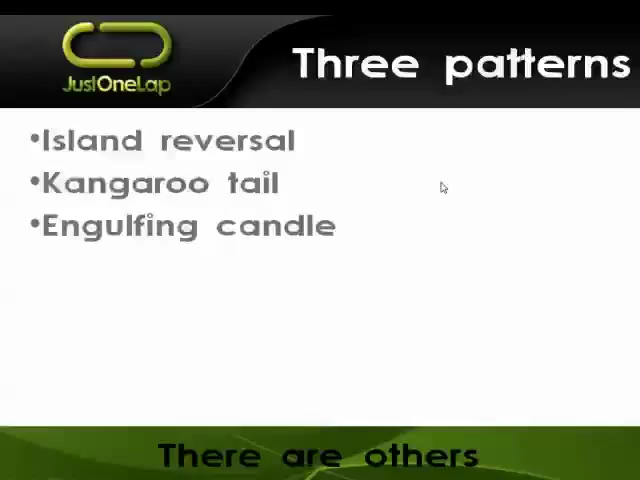 JustOneLap
Three patterns
•Island reversal
•Kangaroo tail
•Engulfing candle
There are others